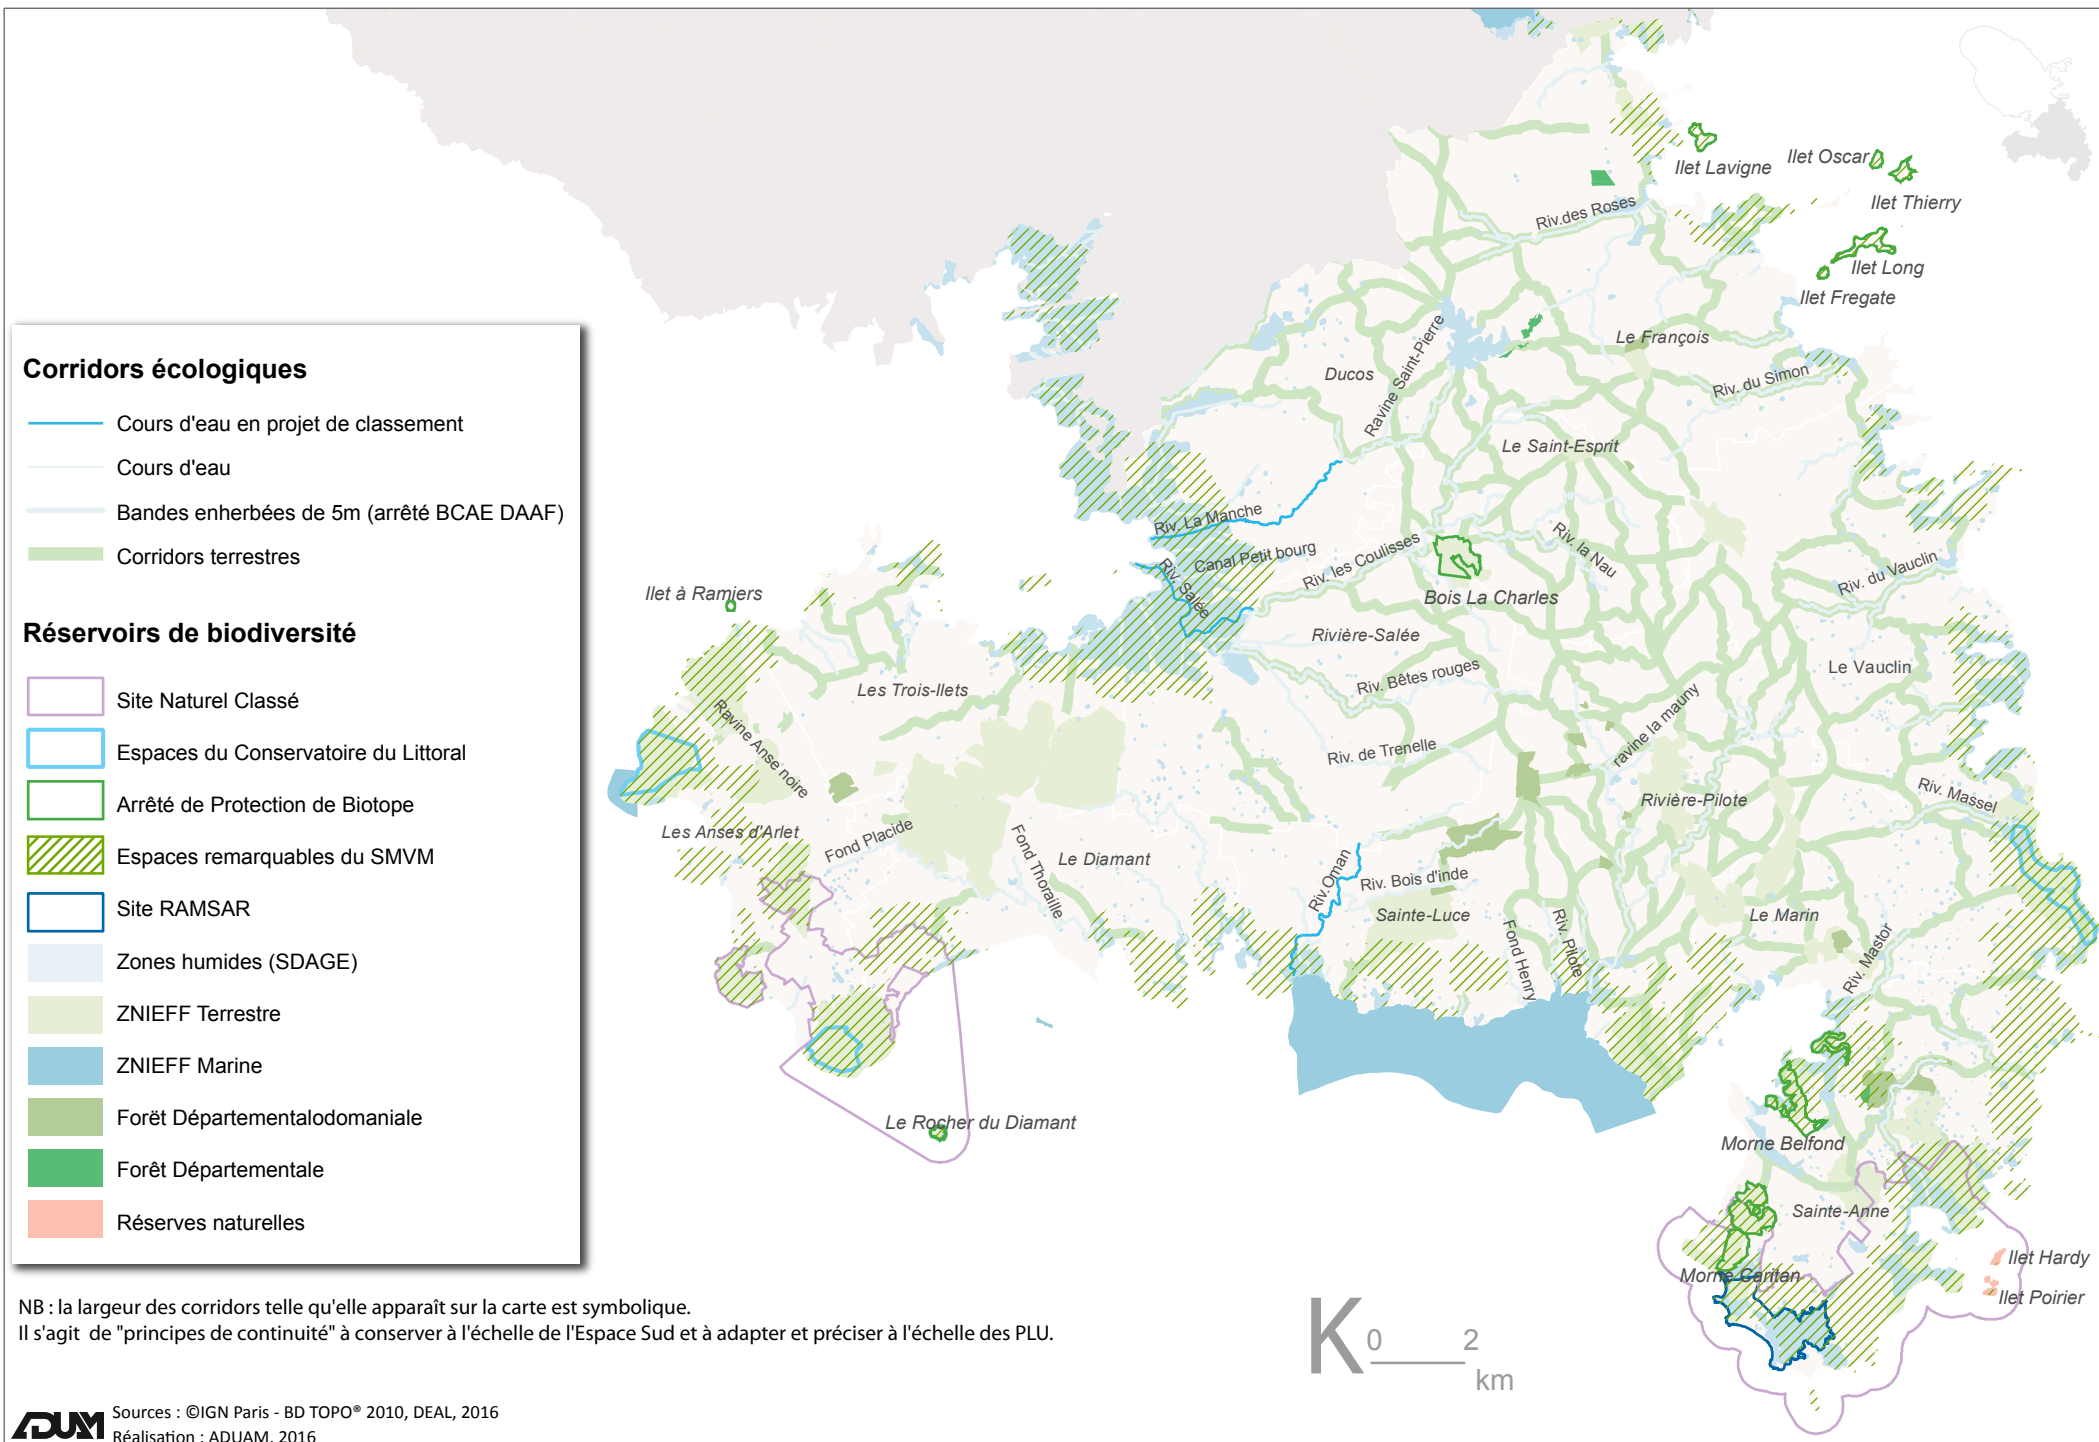 Corridors écologiques
Cours d'eau en projet de classement
Cours d'eau
Bandes enherbées de 5m (arrêté BCAE DAAF)
Corridors terrestres
Réservoirs de biodiversité
Site Naturel Classé
Espaces du Conservatoire du Littoral
Arrêté de Protection de Biotope
Espaces remarquables du SMVM
Site RAMSAR
Zones humides (SDAGE)
ZNIEFF Terrestre
ZNIEFF Marine
Forët Départementalodomaniale
Forêt Départementale
Réserves naturelles
Ilet Lavigne
Ilet Oscar
Ilet Thierry
Ilet Long
Ilet Fregate
Riv.des Roses
Le François
Riv. du Simon
Ducos
Ravine Saint-Pierre
Le Saint-Esprit
Riv. La Manche
Canal Petit bourg
Riv. Salée
Riv. les Coulisses
Riv. la Nau
Riv. du Vauclin
Bois La Charles
Ilet à Ramiers
Rivière-Salée
Le Vauclin
Les Trois-Ilets
Riv. Bêtes rouges
ravine la mauny
Ravine Anse noire
Riv. de Trenelle
Rivière-Pilote
Riv. Massel
Les Anses d'Arlet
Fond Placide
Fond Thoraille
Le Diamant
Riv.Oman
Riv. Bois d'inde
Sainte-Luce
Fond Henry
Riv. Pilote
Le Marin
Riv. Mastor
Le Rocher du Diamant
Morne Belfond
Sainte-Anne
Morne Caritan
Ilet Hardy
Ilet Poirier
NB : la largeur des corridors telle qu'elle apparaît sur la carte est symbolique.
Il s'agit de "principes de continuité" à conserver à l'échelle de l'Espace Sud et à adapter et préciser à l'échelle des PLU.
K
0 2
km
ADUAM
Sources : ©IGN Paris - BD TOPO® 2010, DEAL, 2016
Réalisation : ADUAM, 2016